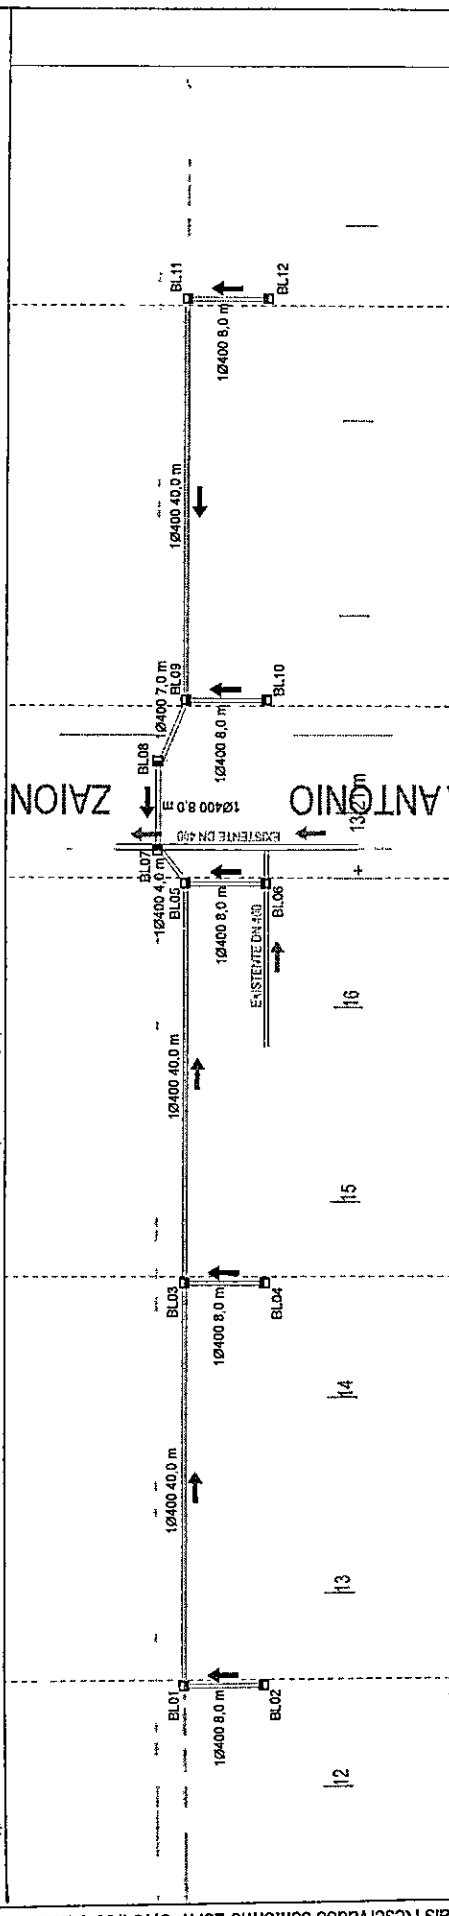 BL11
BL12
1Ø400 8,0 m
1Ø400 40,0 m
BL09
BL10
1Ø400 7,0 m
1Ø400 8,0 m
BL08
1Ø400 8,0 m
ZAION
ANTONIO
13
EXISTENTE DN 400
BL07
1Ø400 4,0 m
BL05
BL06
1Ø400 8,0 m
EXISTENTE DN 400
16
1Ø400 40,0 m
15
BL03
BL04
1Ø400 8,0 m
14
1Ø400 40,0 m
13
BL01
BL02
1Ø400 8,0 m
12